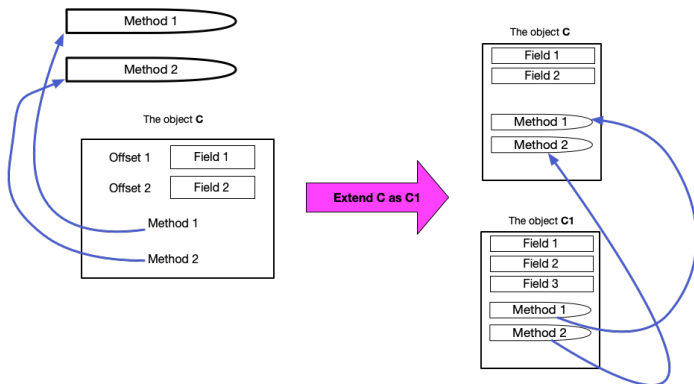 Method 1
Method 2
The object C
Offset 1 Field 1
Offset 2 Field 2
Method 1
Method 2
Extend C as C1
The object C
Field 1
Field 2
Method 1
Method 2
The object C1
Field 1
Field 2
Field 3
Method 1
Method 2